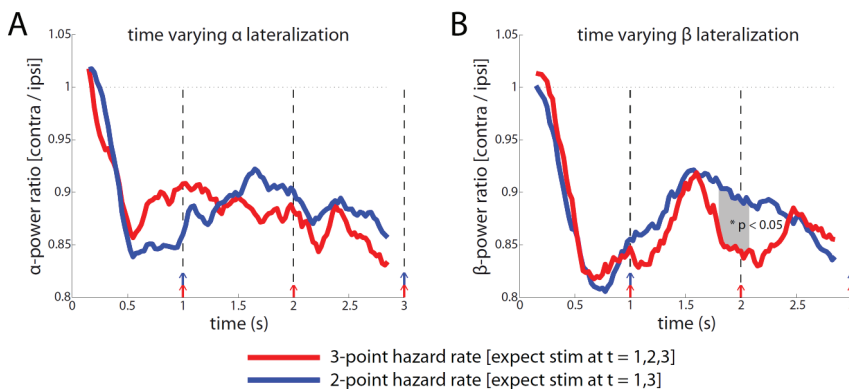 A
time varying α lateralization
α-power ratio [contra / ipsi]
1.05
1
0.95
0.9
0.85
0.8
0
0.5
1
1.5
2
2.5
3
time (s)
B
time varying β lateralization
β-power ratio [contra / ipsi]
1.05
1
0.95
0.9
0.85
0.8
0
0.5
1
1.5
2
2.5
* p < 0.05
time (s)
3-point hazard rate [expect stim at t = 1,2,3]
2-point hazard rate [expect stim at t = 1,3]